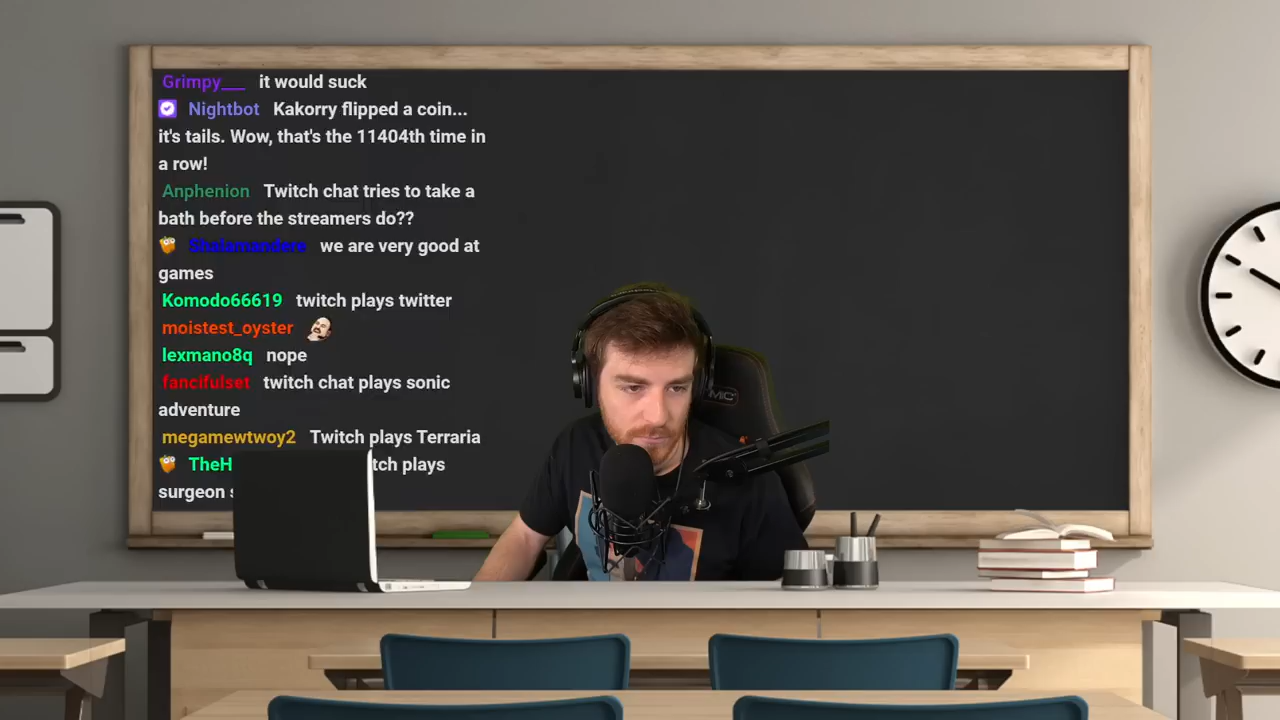 Grimpy___ it would suck
Nightbot Kakorry flipped a coin...
it's tails. Wow, that's the 11404th time in
a row!
Anphenion Twitch chat tries to take a
bath before the streamers do??
Shalamandere we are very good at
games
Komodo66619 twitch plays twitter
moistest_oyster
lexmano8q nope
fancifulset twitch chat plays sonic
adventure
megamewtwoy2 Twitch plays Terraria
TheH tch plays
surgeon s